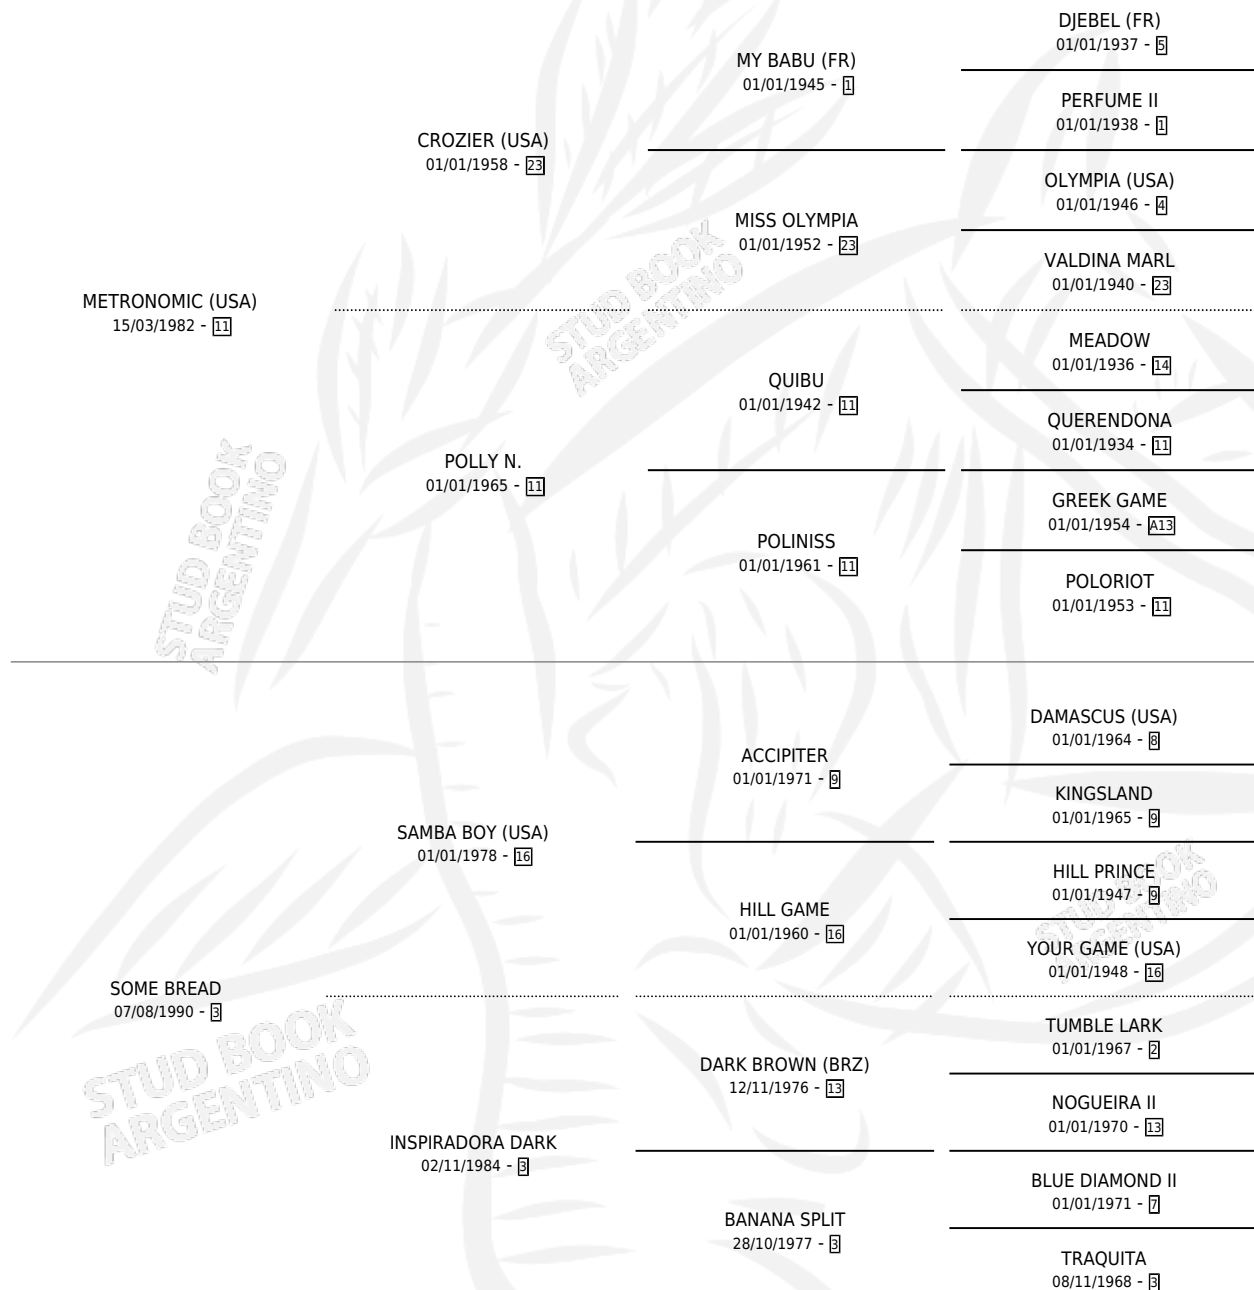 DJEBEL (FR)
01/01/1937 - 5
MY BABU (FR)
01/01/1945 - 1
PERFUME II
01/01/1938 - 1
CROZIER (USA)
01/01/1958 - 23
OLYMPIA (USA)
01/01/1946 - 4
MISS OLYMPIA
01/01/1952 - 23
VALDINA MARL
01/01/1940 - 23
METRONOMIC (USA)
15/03/1982 - 11
MEADOW
01/01/1936 - 14
QUIBU
01/01/1942 - 11
QUERENDONA
01/01/1934 - 11
POLLY N.
01/01/1965 - 11
GREEK GAME
01/01/1954 - A13
POLINISS
01/01/1961 - 11
POLORIOT
01/01/1953 - 11
DAMASCUS (USA)
01/01/1964 - 8
ACCIPITER
01/01/1971 - 9
KINGSLAND
01/01/1965 - 9
SAMBA BOY (USA)
01/01/1978 - 16
HILL PRINCE
01/01/1947 - 9
HILL GAME
01/01/1960 - 16
YOUR GAME (USA)
01/01/1948 - 16
SOME BREAD
07/08/1990 - 3
TUMBLE LARK
01/01/1967 - 2
DARK BROWN (BRZ)
12/11/1976 - 13
NOGUEIRA II
01/01/1970 - 13
INSPIRADORA DARK
02/11/1984 - 3
BLUE DIAMOND II
01/01/1971 - 7
BANANA SPLIT
28/10/1977 - 3
TRAQUITA
08/11/1968 - 3
STUD BOOK
ARGENTINO
STUD BOOK
ARGENTINO
STUD BOOK
ARGENTINO
STUD BOOK
ARGENTINO